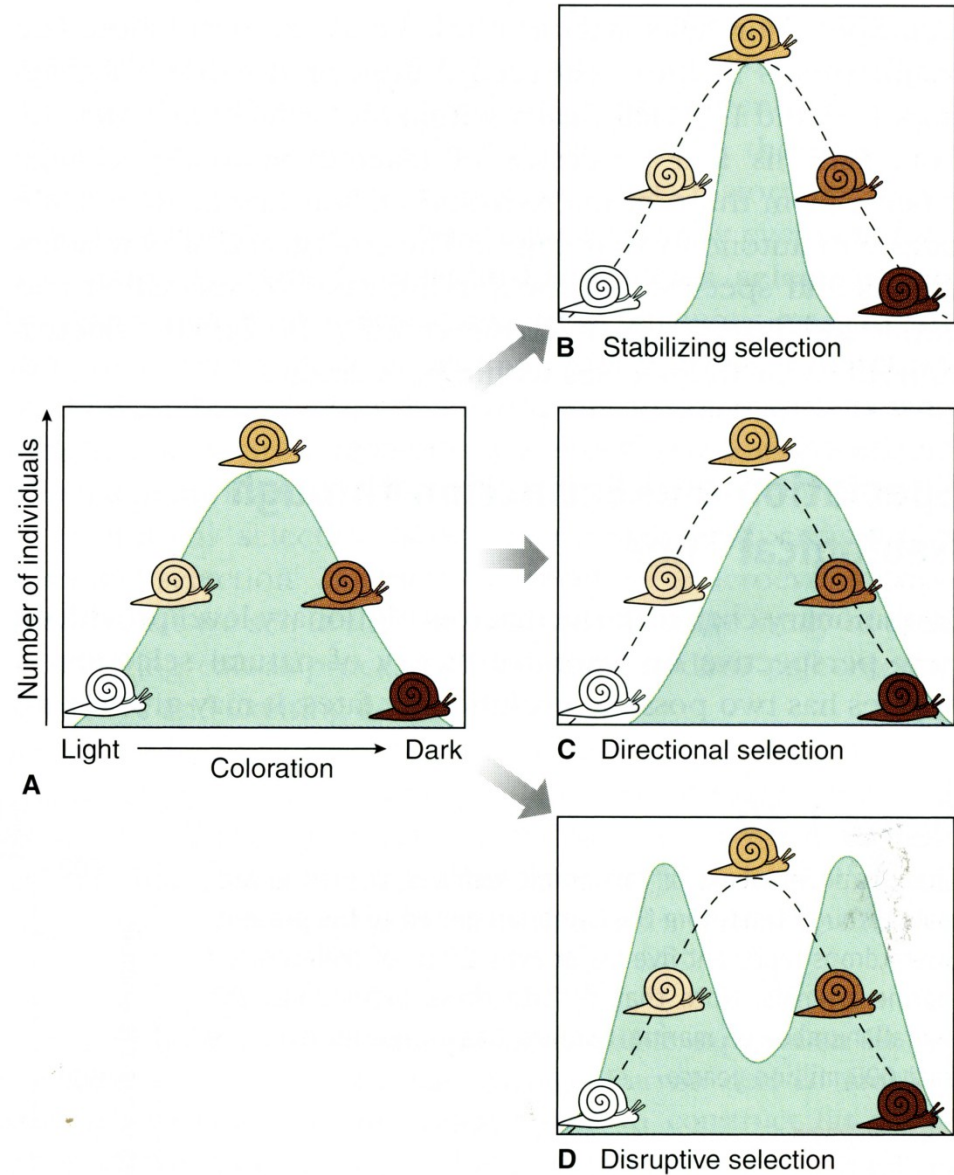 B Stabilizing selection
Number of individuals
Light Dark
Coloration
A
C Directional selection
D Disruptive selection